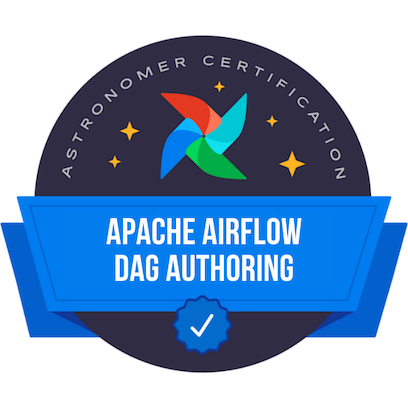 ASTRONOMER CERTIFICATION
APACHE AIRFLOW
DAG AUTHORING